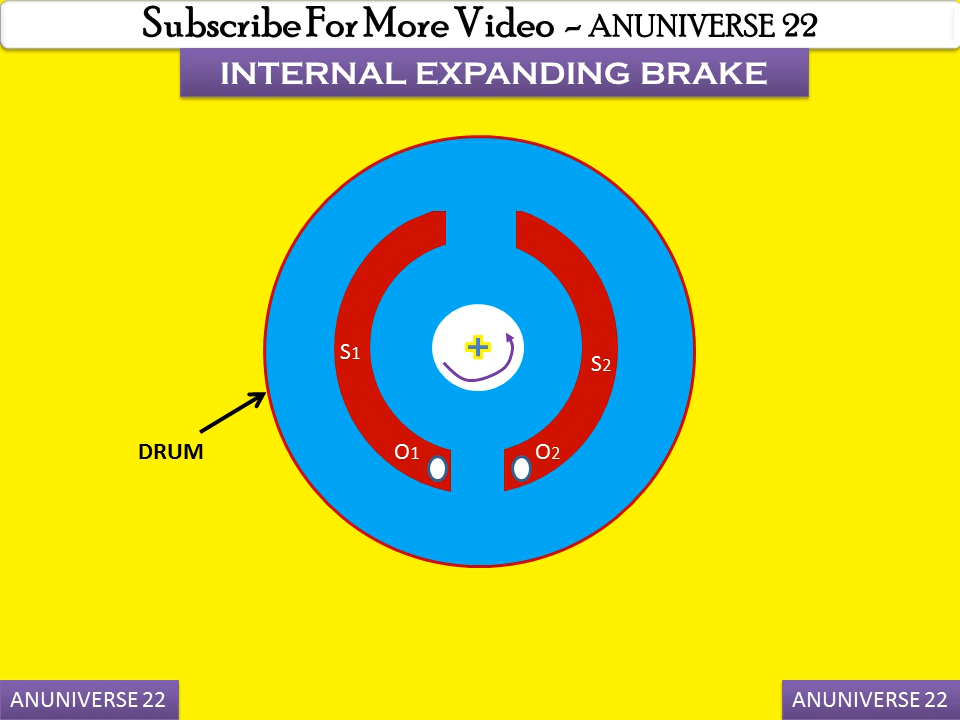 Subscribe For More Video - ANUNIVERSE 22
INTERNAL EXPANDING BRAKE
S1
S2
O1
O2
DRUM
ANUNIVERSE 22
ANUNIVERSE 22